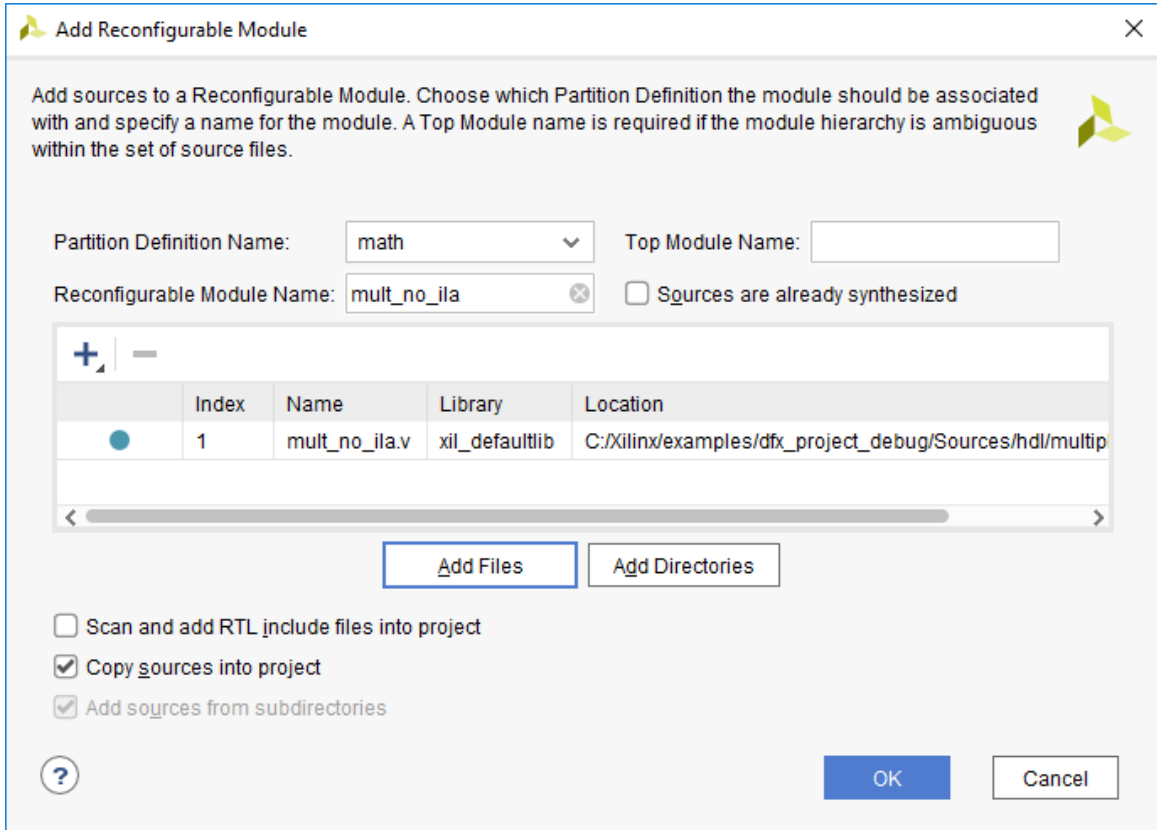 Add Reconfigurable Module
Add sources to a Reconfigurable Module. Choose which Partition Definition the module should be associated
with and specify a name for the module. A Top Module name is required if the module hierarchy is ambiguous
within the set of source files.
Partition Definition Name: math Top Module Name:
Reconfigurable Module Name: mult_no_ila Sources are already synthesized
Index Name Library Location
1 mult_no_ila.v xil_defaultlib C:/Xilinx/examples/dfx_project_debug/Sources/hdl/multip
Add Files Add Directories
Scan and add RTL include files into project
Copy sources into project
Add sources from subdirectories
? OK Cancel